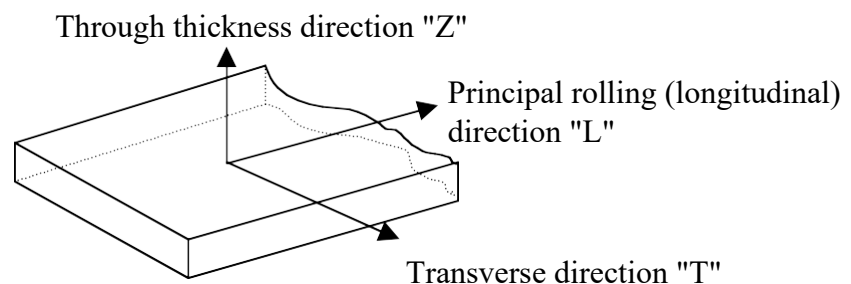 Through thickness direction "Z"
Principal rolling (longitudinal)
direction "L"
Transverse direction "T"